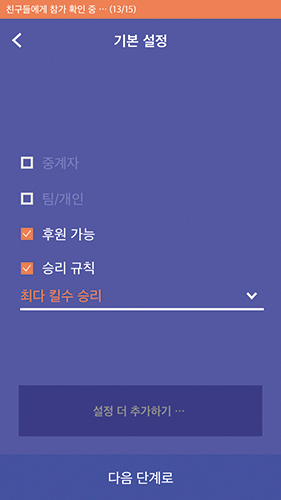 친구들에게 참가 확인 중 … (13/15)
기본 설정
중계자
팀/개인
후원 가능
승리 규칙
최다 킬수 승리
설정 더 추가하기 …
다음 단계로